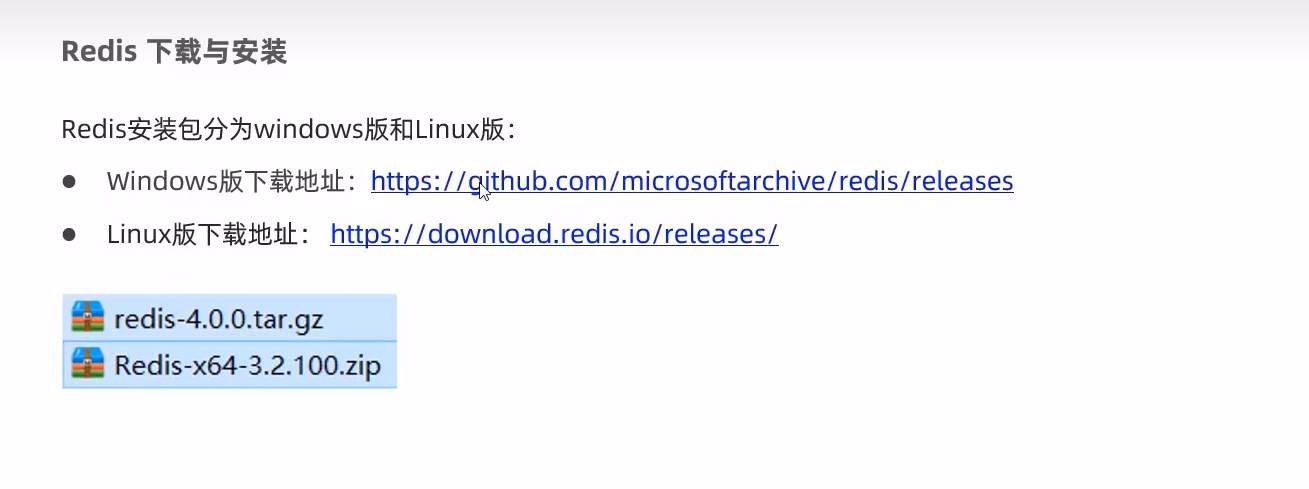 Redis 下载与安装
Redis安装包分为windows版和Linux版：
● Windows版下载地址：https://github.com/microsoftarchive/redis/releases
● Linux版下载地址： https://download.redis.io/releases/
redis-4.0.0.tar.gz
Redis-x64-3.2.100.zip